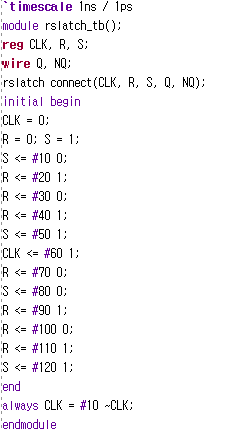 `timescale 1ns / 1ps
module rslatch_tb();
reg CLK, R, S;
wire Q, NQ;
rslatch connect(CLK, R, S, Q, NQ);
initial begin
CLK = 0;
R = 0; S = 1;
S <= #10 0;
R <= #20 1;
R <= #30 0;
R <= #40 1;
S <= #50 1;
CLK <= #60 1;
R <= #70 0;
S <= #80 0;
R <= #90 1;
R <= #100 0;
R <= #110 1;
S <= #120 1;
end
always CLK = #10 ~CLK;
endmodule